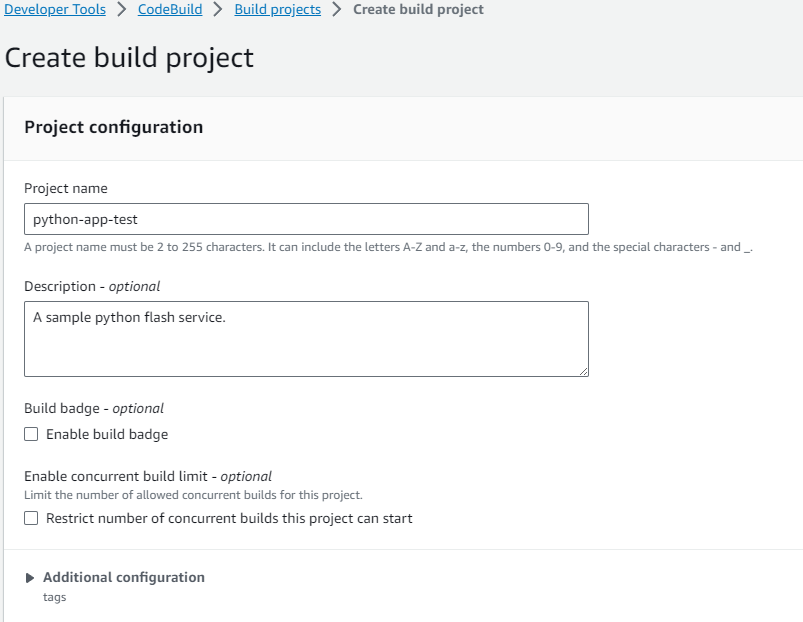 Developer Tools > CodeBuild > Build projects > Create build project
Create build project
Project configuration
Project name
python-app-test
A project name must be 2 to 255 characters. It can include the letters A-Z and a-z, the numbers 0-9, and the special characters - and _.
Description - optional
A sample python flash service.
Build badge - optional
Enable build badge
Enable concurrent build limit - optional
Limit the number of allowed concurrent builds for this project.
Restrict number of concurrent builds this project can start
Additional configuration
tags